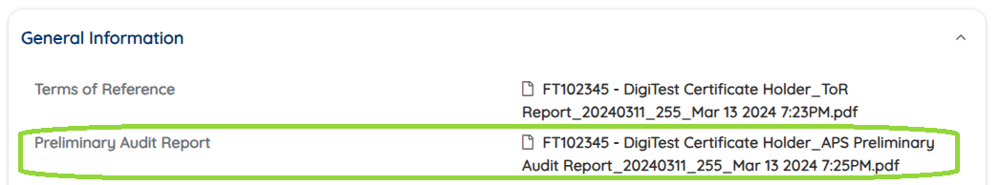 General Information
Terms of Reference
FT102345 - DigiTest Certificate Holder_ToR
Report_20240311_255_Mar 13 2024 7:23PM.pdf
Preliminary Audit Report
FT102345 - DigiTest Certificate Holder_APS Preliminary
Audit Report_20240311_255_Mar 13 2024 7:25PM.pdf